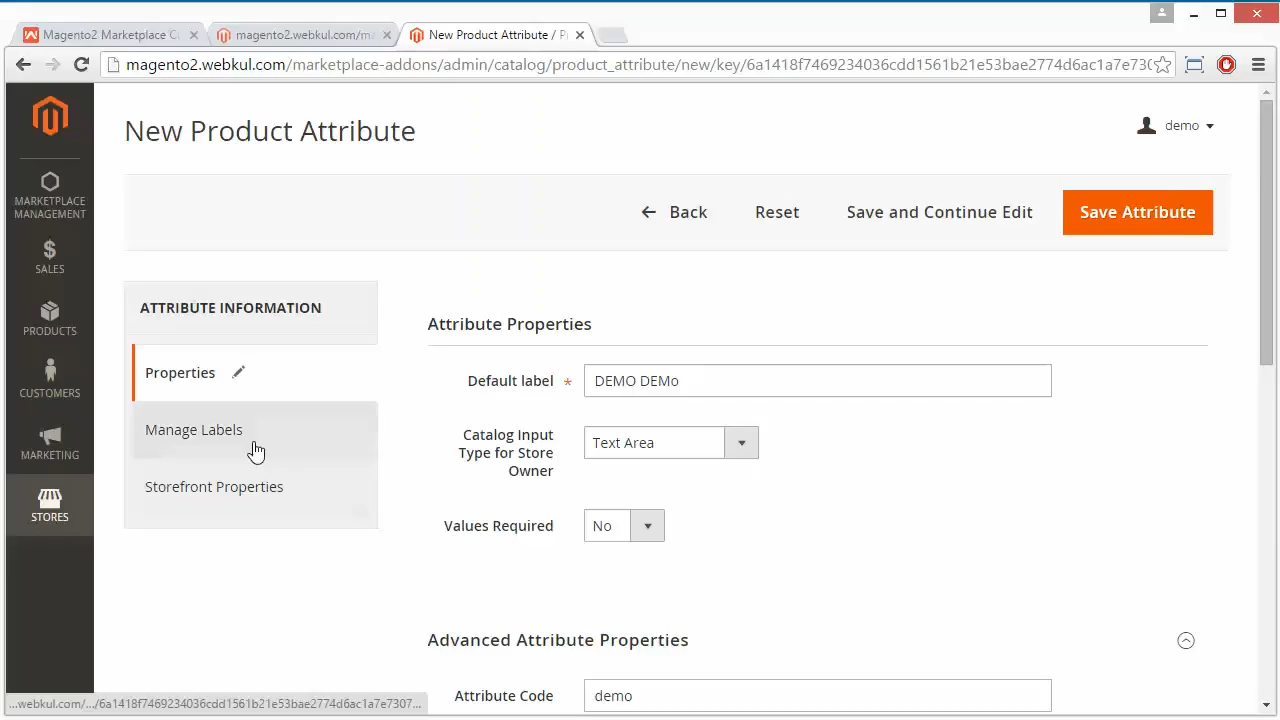 Magento2 Marketplace Cu
magento2.webkul.com/ma
New Product Attribute / P
magento2.webkul.com/marketplace-addons/admin/catalog/product_attribute/new/key/6a1418f7469234036cdd1561b21e53bae2774d6ac1a7e730
New Product Attribute
demo
MARKETPLACE
MANAGEMENT
SALES
PRODUCTS
CUSTOMERS
MARKETING
STORES
Back
Reset
Save and Continue Edit
Save Attribute
ATTRIBUTE INFORMATION
Properties
Manage Labels
Storefront Properties
Attribute Properties
Default label *
DEMO DEMo
Catalog Input
Type for Store
Owner
Text Area
Values Required
No
Advanced Attribute Properties
Attribute Code
demo
...webkul.com/.../6a1418f7469234036cdd1561b21e53bae2774d6ac1a7e7307...